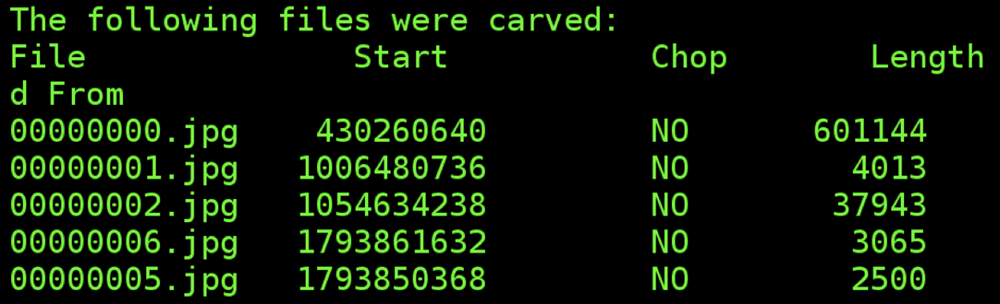 The following files were carved:
File Start Chop Length
d From
00000000.jpg 430260640 NO 601144
00000001.jpg 1006480736 NO 4013
00000002.jpg 1054634238 NO 37943
00000006.jpg 1793861632 NO 3065
00000005.jpg 1793850368 NO 2500